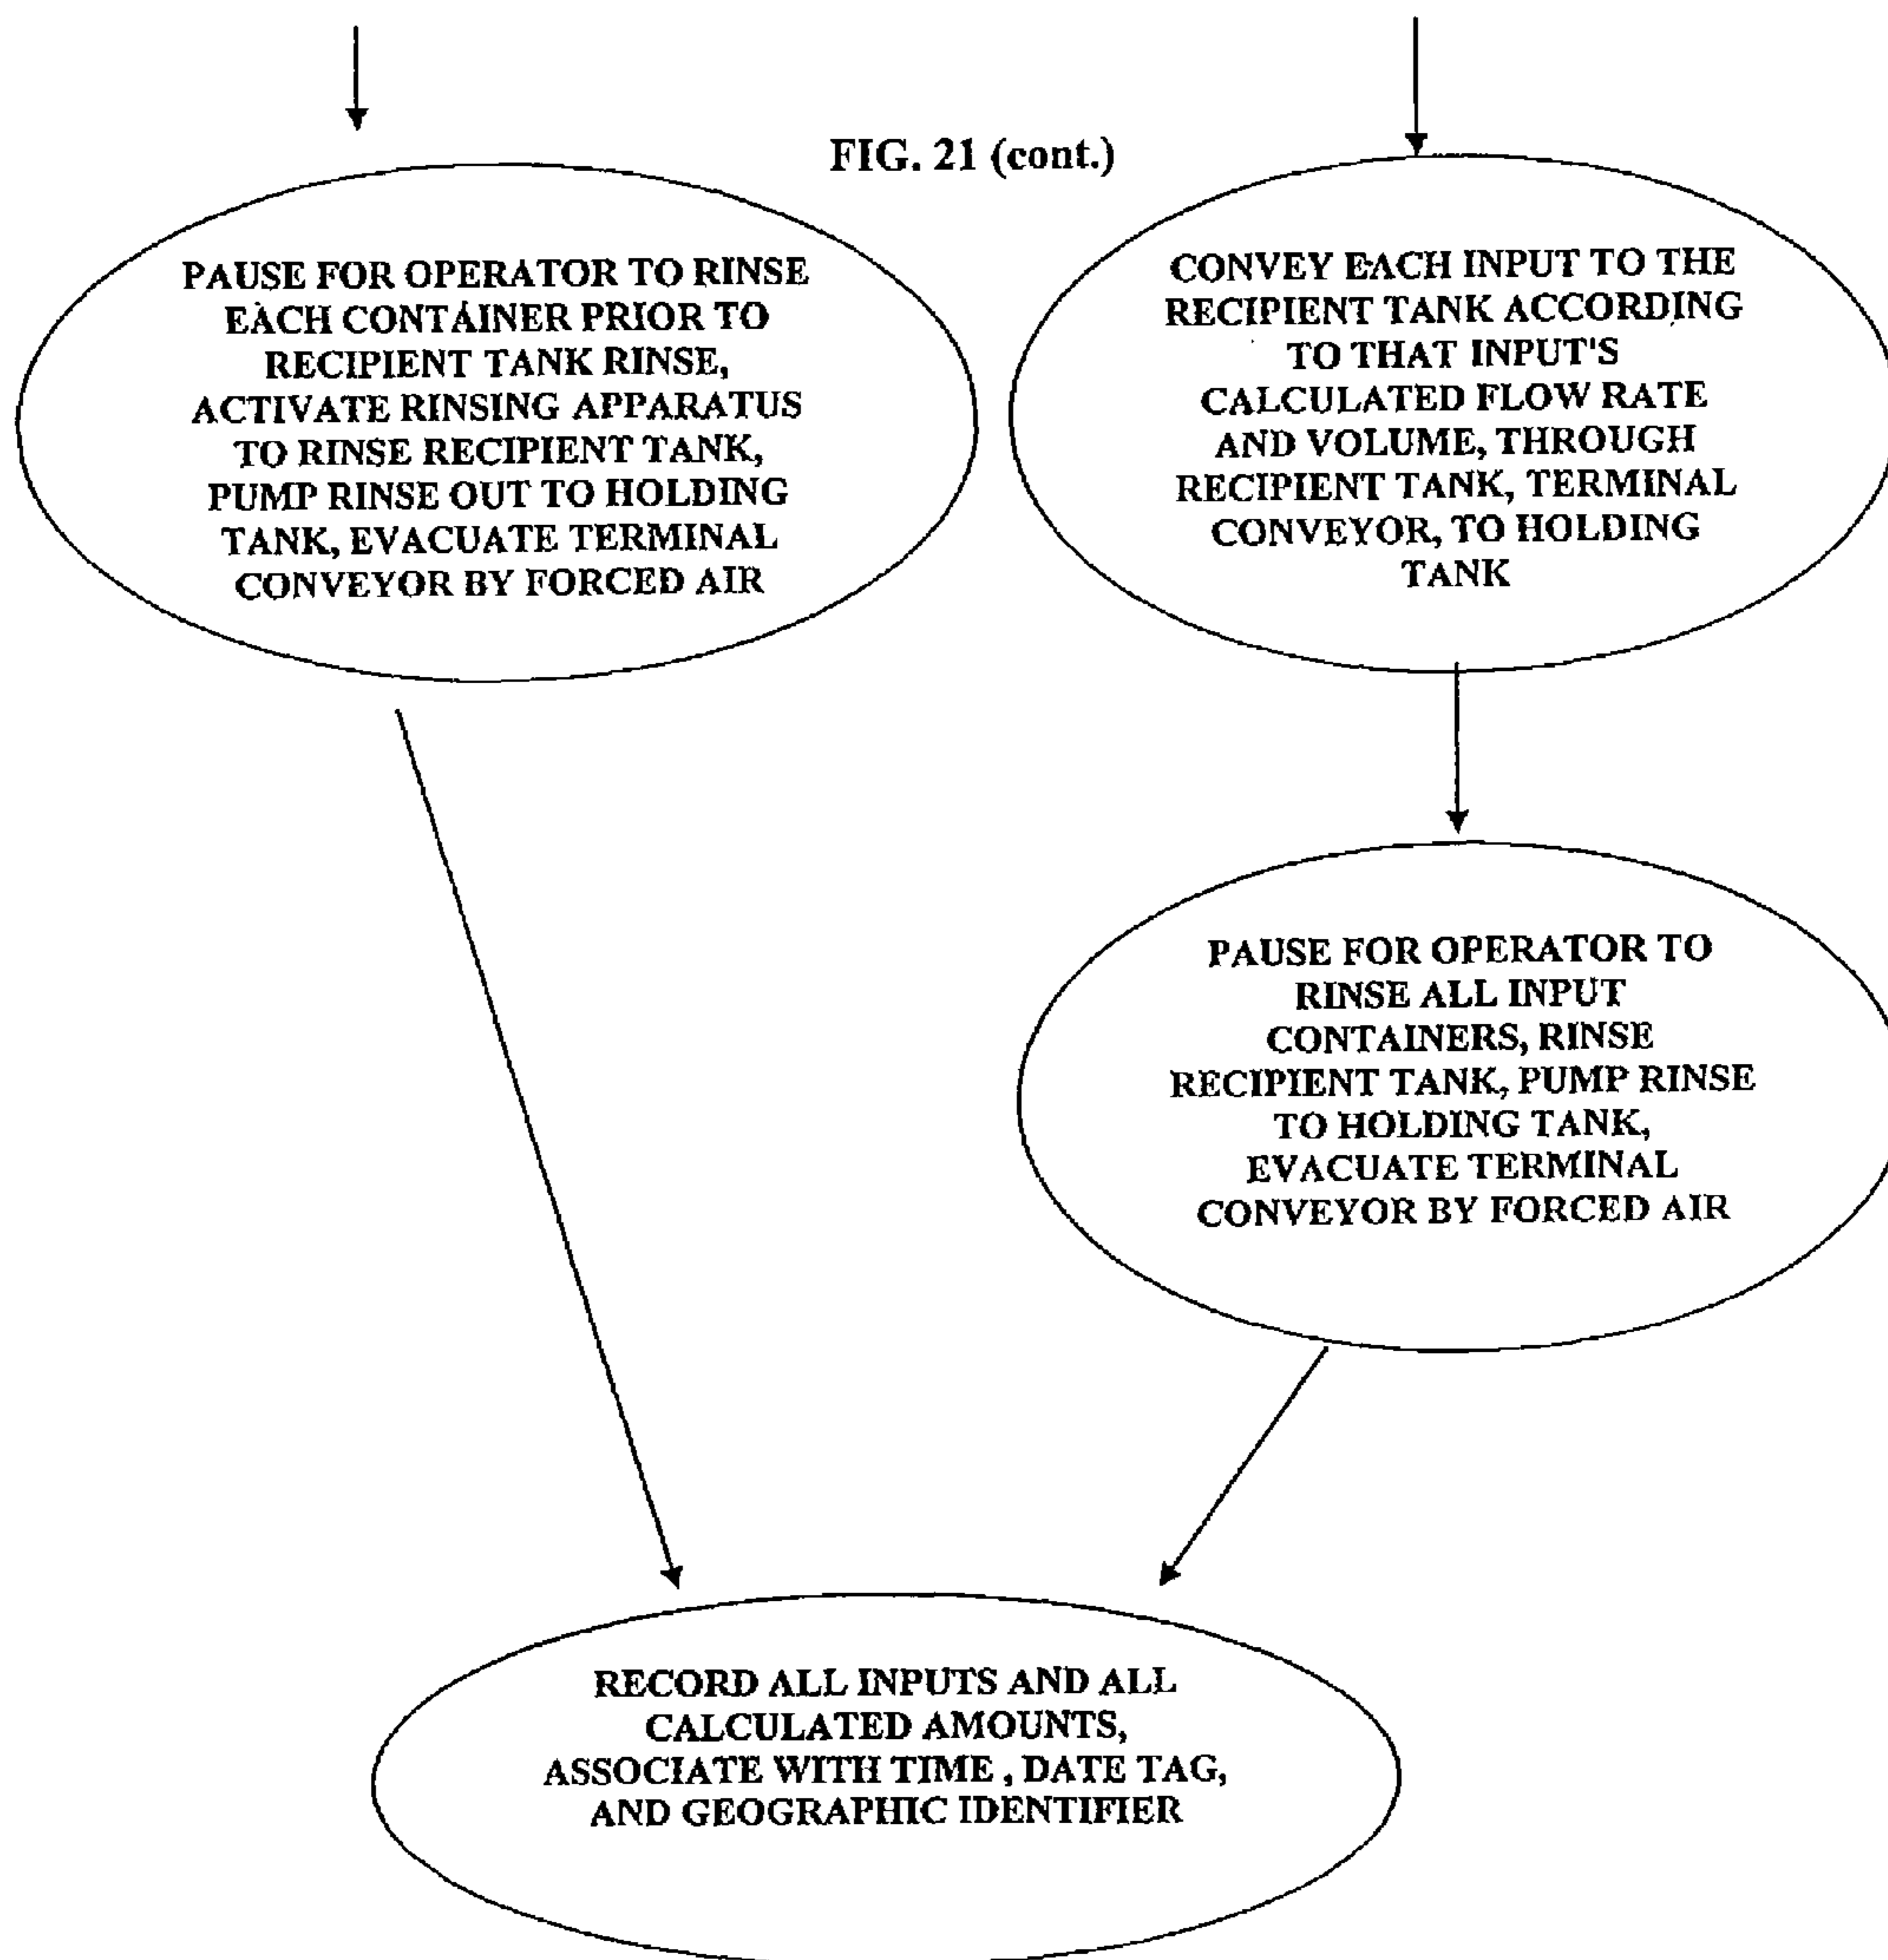 FIG. 21 (cont.)
PAUSE FOR OPERATOR TO RINSE
EACH CONTAINER PRIOR TO
RECIPIENT TANK RINSE,
ACTIVATE RINSING APPARATUS
TO RINSE RECIPIENT TANK,
PUMP RINSE OUT TO HOLDING
TANK, EVACUATE TERMINAL
CONVEYOR BY FORCED AIR
CONVEY EACH INPUT TO THE
RECIPIENT TANK ACCORDING
TO THAT INPUT'S
CALCULATED FLOW RATE
AND VOLUME, THROUGH
RECIPIENT TANK, TERMINAL
CONVEYOR, TO HOLDING
TANK
PAUSE FOR OPERATOR TO
RINSE ALL INPUT
CONTAINERS, RINSE
RECIPIENT TANK, PUMP RINSE
TO HOLDING TANK,
EVACUATE TERMINAL
CONVEYOR BY FORCED AIR
RECORD ALL INPUTS AND ALL
CALCULATED AMOUNTS,
ASSOCIATE WITH TIME , DATE TAG,
AND GEOGRAPHIC IDENTIFIER